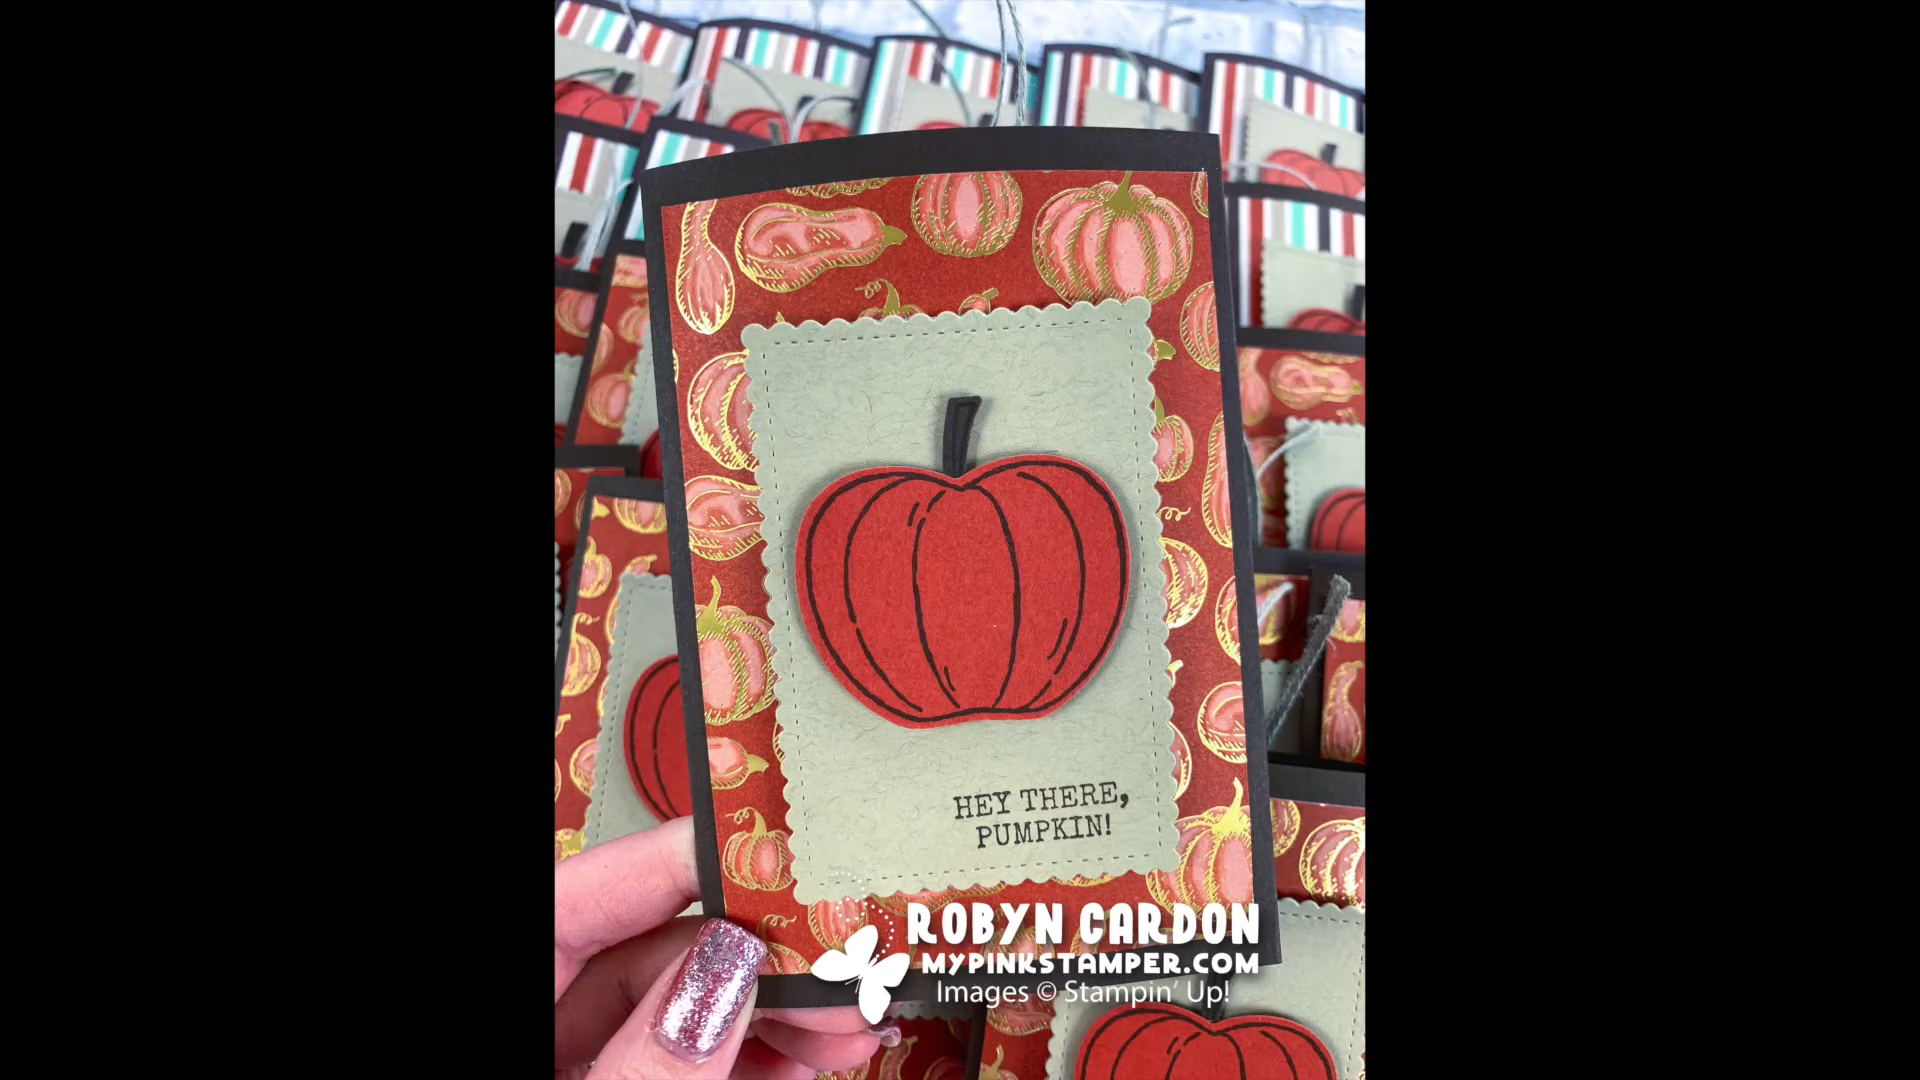 HEY THERE,
PUMPKIN!
ROBYN CARDON
MYPINKSTAMPER.COM
Images © Stampin' Up!